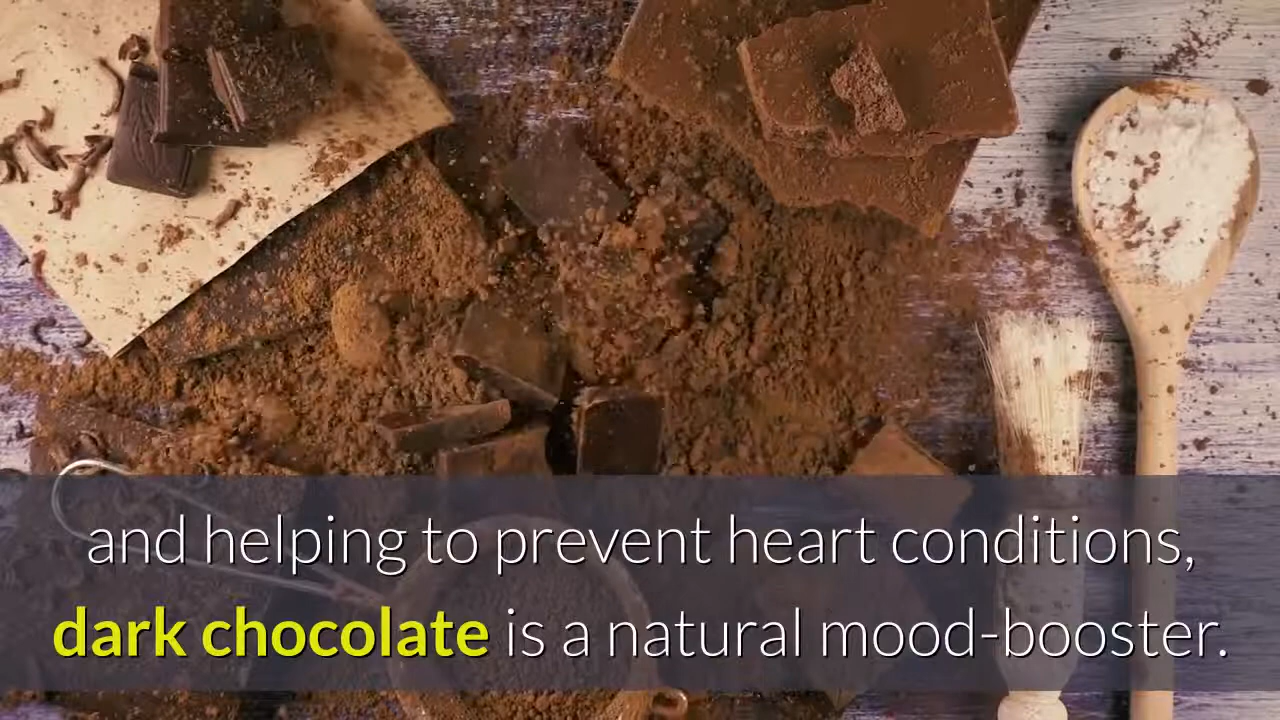 and helping to prevent heart conditions,
dark chocolate is a natural mood-booster.